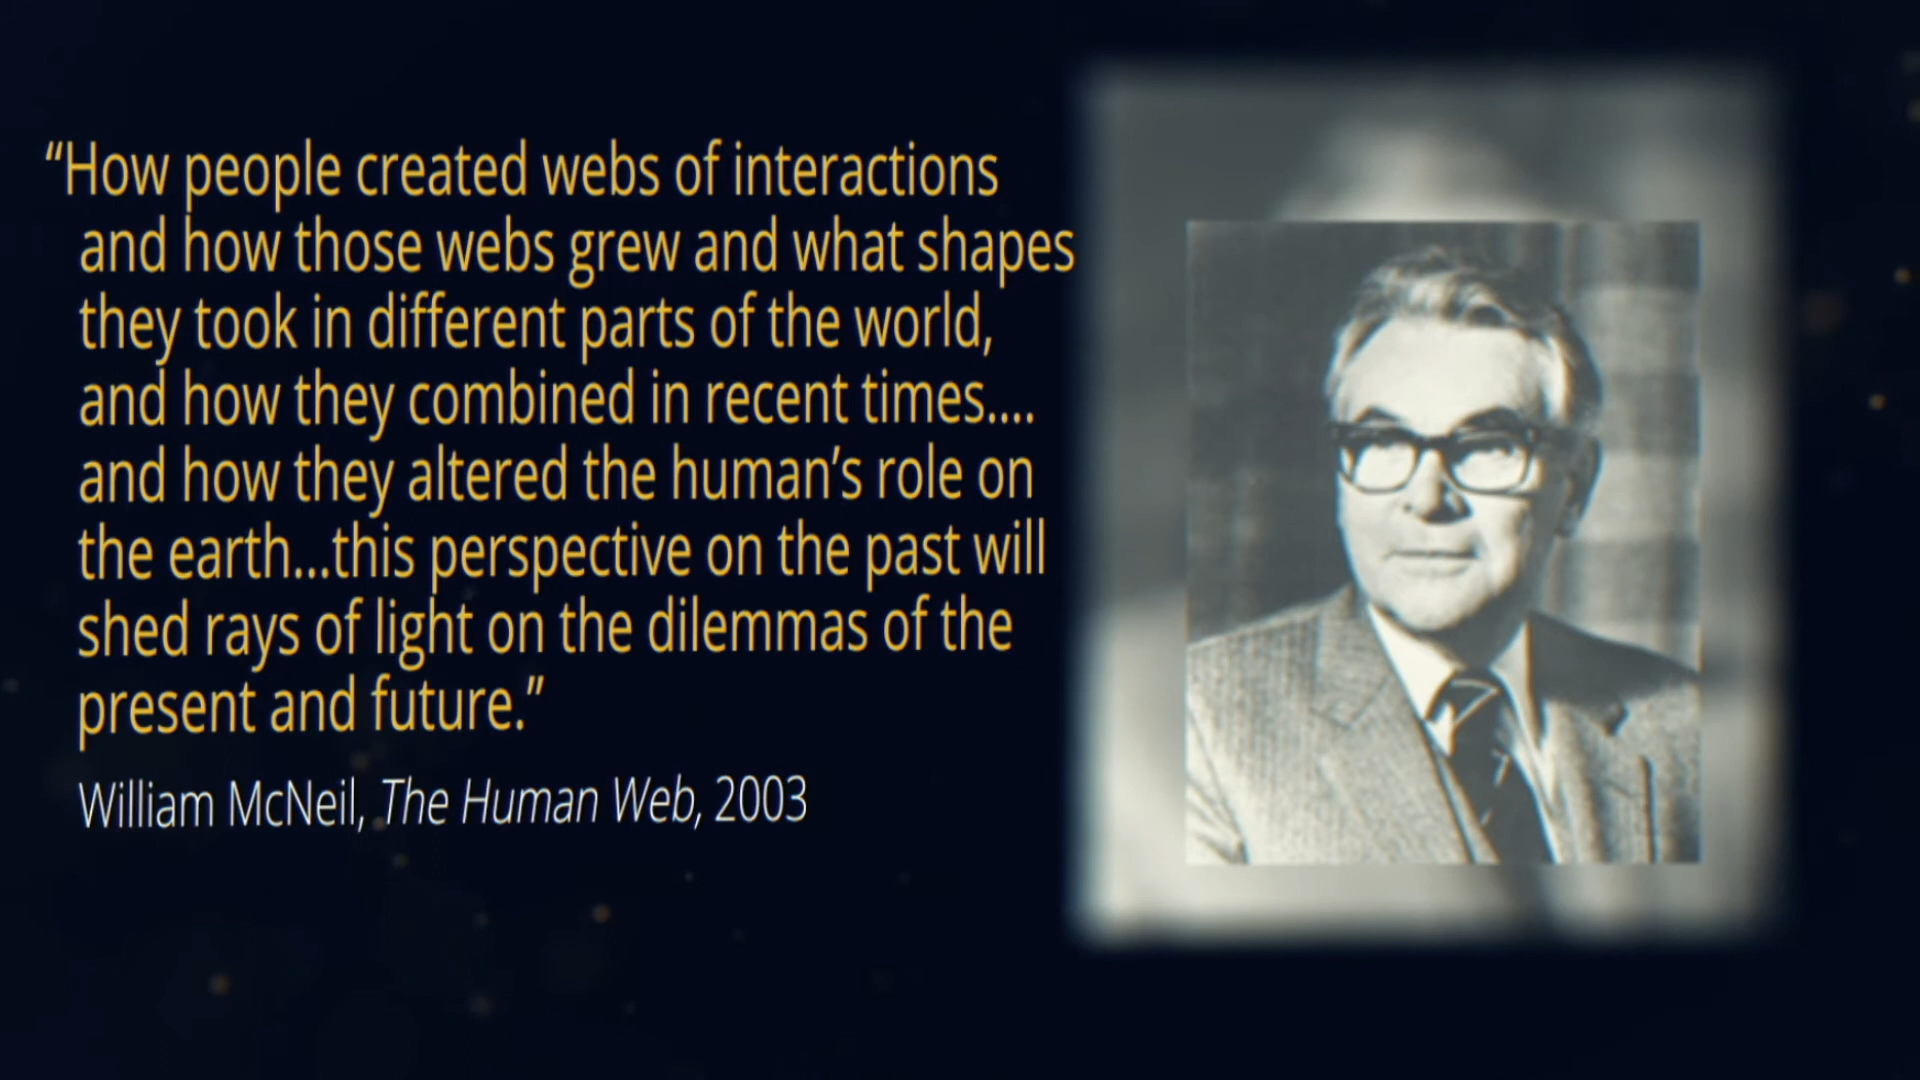 “How people created webs of interactions
and how those webs grew and what shapes
they took in different parts of the world,
and how they combined in recent times....
and how they altered the human’s role on
the earth...this perspective on the past will
shed rays of light on the dilemmas of the
present and future.”
William McNeil, The Human Web, 2003